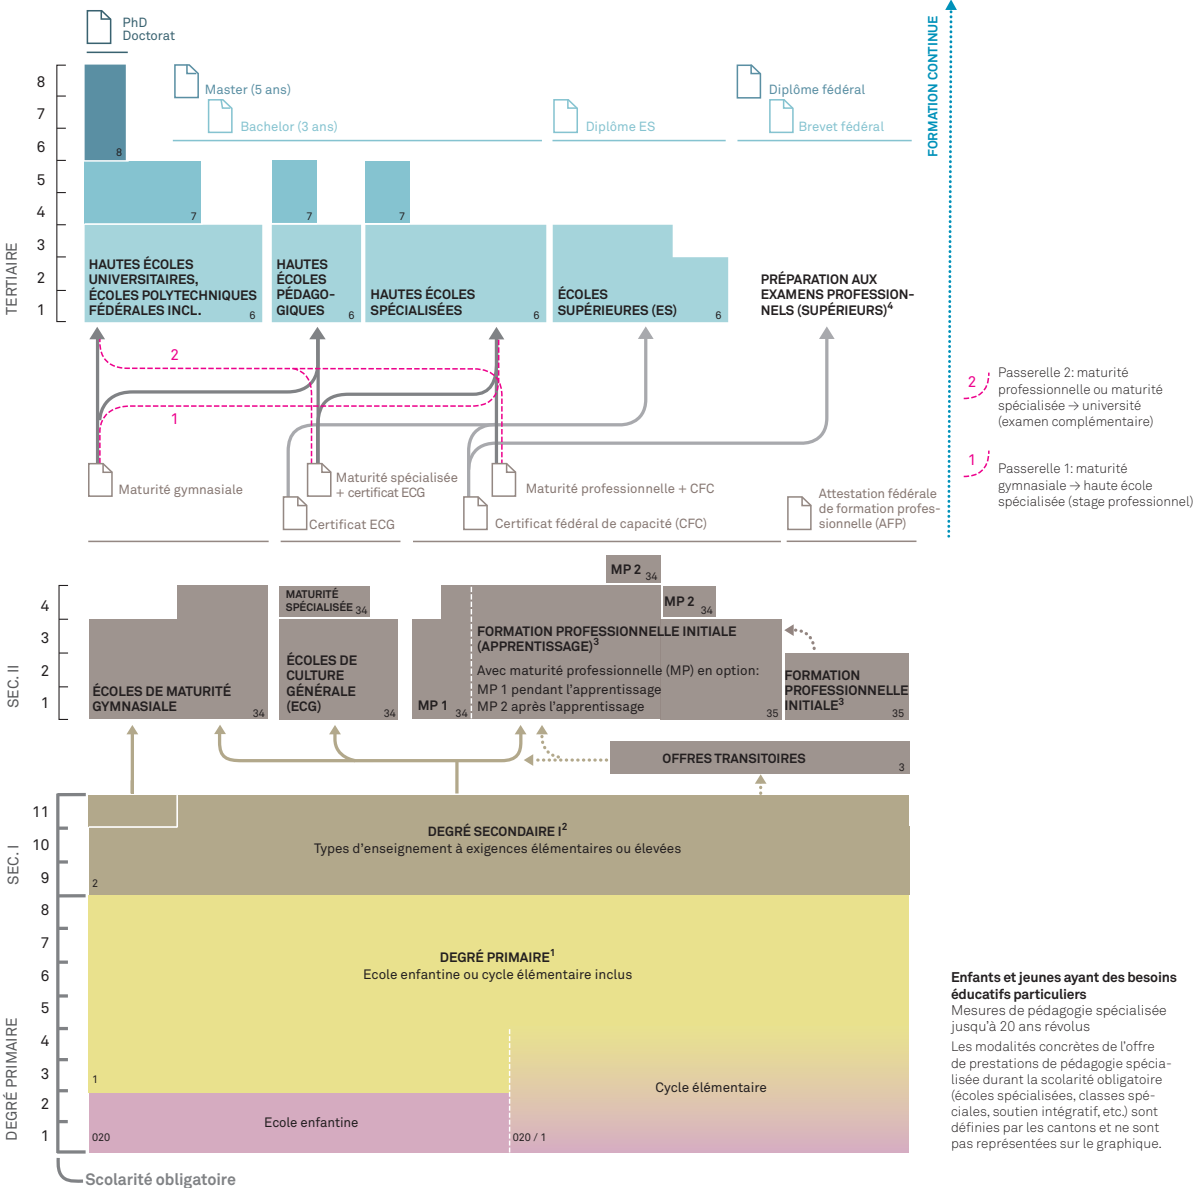 PhD
Doctorat
FORMATION CONTINUE
8
7
6
5
4
3
2
1
TERTIAIRE
Master (5 ans)
Bachelor (3 ans)
Diplôme ES
Diplôme fédéral
Brevet fédéral
8
7
7
7
HAUTES ÉCOLES
UNIVERSITAIRES,
ÉCOLES POLYTECHNIQUES
FÉDÉRALES INCL.
6
HAUTES
ÉCOLES
PÉDAGO-
GIQUES
6
HAUTES ÉCOLES
SPÉCIALISÉES
6
ÉCOLES
SUPÉRIEURES (ES)
6
PRÉPARATION AUX
EXAMENS PROFESSION-
NELS (SUPÉRIEURS)4
2
1
2
Passerelle 2: maturité
professionnelle ou maturité
spécialisée → université
(examen complémentaire)
1
Passerelle 1: maturité
gymnasiale → haute école
spécialisée (stage professionnel)
Maturité gymnasiale
Maturité spécialisée
+ certificat ECG
Certificat ECG
Maturité professionnelle + CFC
Certificat fédéral de capacité (CFC)
Attestation fédérale
de formation profes-
sionnelle (AFP)
4
3
2
1
SEC. II
ÉCOLES DE MATURITÉ
GYMNASIALE
34
MATURITÉ
SPÉCIALISÉE 34
ÉCOLES DE
CULTURE
GÉNÉRALE
(ECG)
34
MP 2 34
MP 2 34
MP 1 34
FORMATION PROFESSIONNELLE INITIALE
(APPRENTISSAGE)3
Avec maturité professionnelle (MP) en option:
MP 1 pendant l'apprentissage
MP 2 après l'apprentissage
35
FORMATION
PROFESSIONNELLE
INITIALE3
35
OFFRES TRANSITOIRES
3
11
10
9
SEC. I
DEGRÉ SECONDAIRE I2
Types d'enseignement à exigences élémentaires ou élevées
2
8
7
6
5
4
3
2
1
DEGRÉ PRIMAIRE
DEGRÉ PRIMAIRE1
Ecole enfantine ou cycle élémentaire inclus
1
Cycle élémentaire
Ecole enfantine
020
020 / 1
Scolarité obligatoire
Enfants et jeunes ayant des besoins
éducatifs particuliers
Mesures de pédagogie spécialisée
jusqu'à 20 ans révolus
Les modalités concrètes de l'offre
de prestations de pédagogie spécia-
lisée durant la scolarité obligatoire
(écoles spécialisées, classes spé-
ciales, soutien intégratif, etc.) sont
définies par les cantons et ne sont
pas représentées sur le graphique.